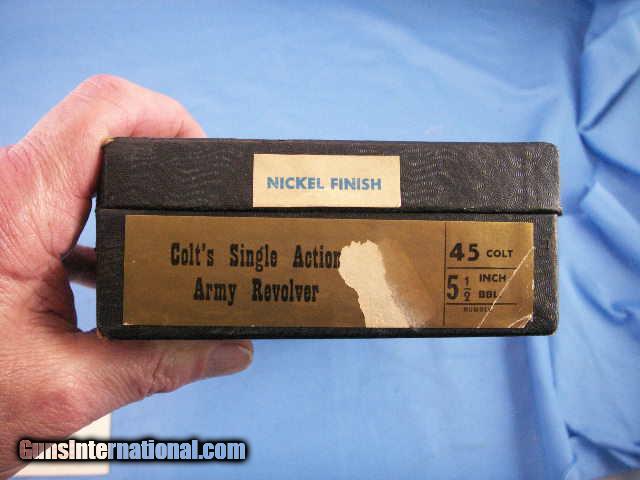 NICKEL FINISH
Colt's Single Action
Army Revolver
45 COLT
5 1/2 INCH BBL.
NUMBER
GunsInternational.com